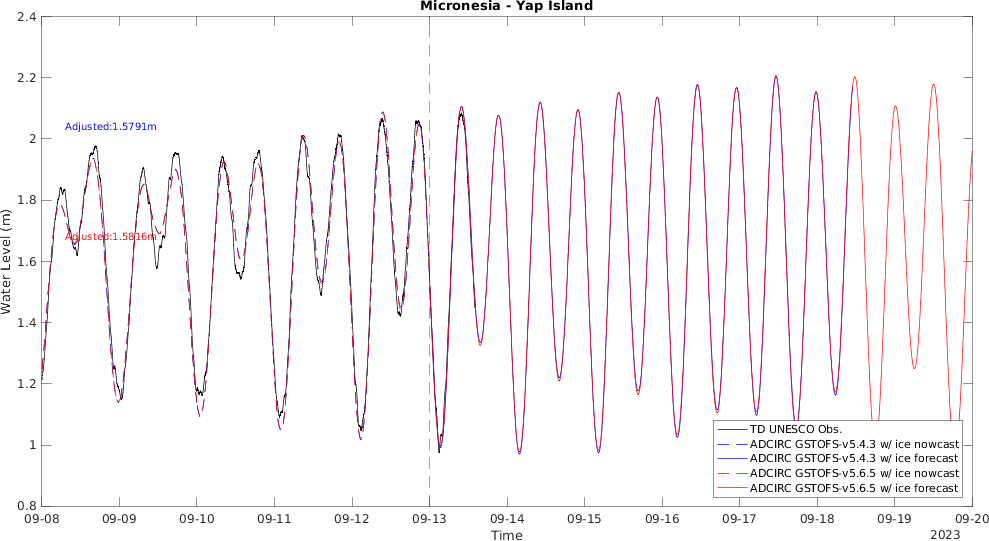 Micronesia - Yap Island
2.4
2.2
2
1.8
1.6
1.4
1.2
1
0.8
Water Level (m)
Adjusted:1.5791m
Adjusted:1.5816m
TD UNESCO Obs.
ADCIRC GSTOFS-v5.4.3 w/ ice nowcast
ADCIRC GSTOFS-v5.4.3 w/ ice forecast
ADCIRC GSTOFS-v5.6.5 w/ ice nowcast
ADCIRC GSTOFS-v5.6.5 w/ ice forecast
09-08 09-09 09-10 09-11 09-12 09-13 09-14 09-15 09-16 09-17 09-18 09-19 09-20
Time
2023